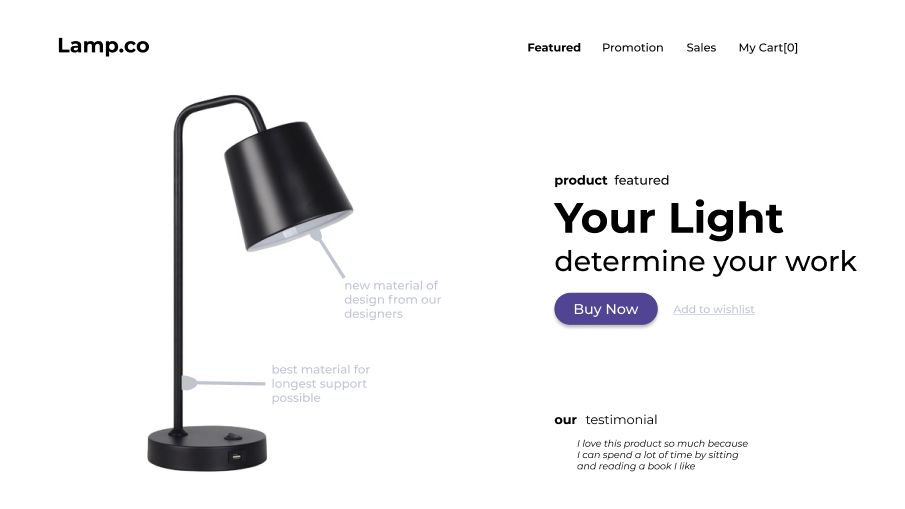 Lamp.co
Featured Promotion Sales My Cart[0]
product featured
Your Light
determine your work
Buy Now Add to wishlist
new material of
design from our
designers
best material for
longest support
possible
our testimonial
I love this product so much because
I can spend a lot of time by sitting
and reading a book I like